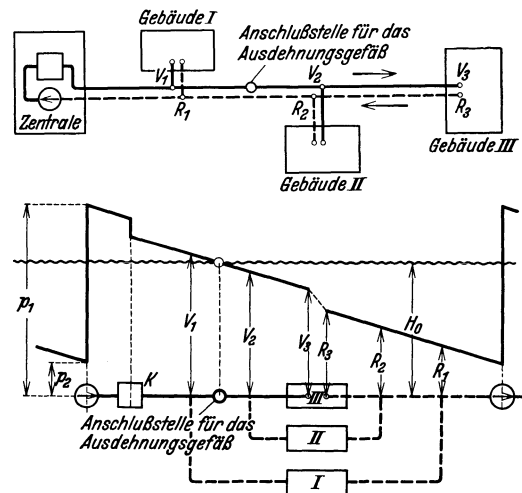 Gebäude I
Anschlußstelle für das
Ausdehnungsgefäß
V1
V2
V3
R1
R2
R3
Zentrale
Gebäude II
Gebäude III
p1
V1
V2
V3
R3
H0
R2
R1
p2
K
III
Anschlußstelle für das
Ausdehnungsgefäß
II
I